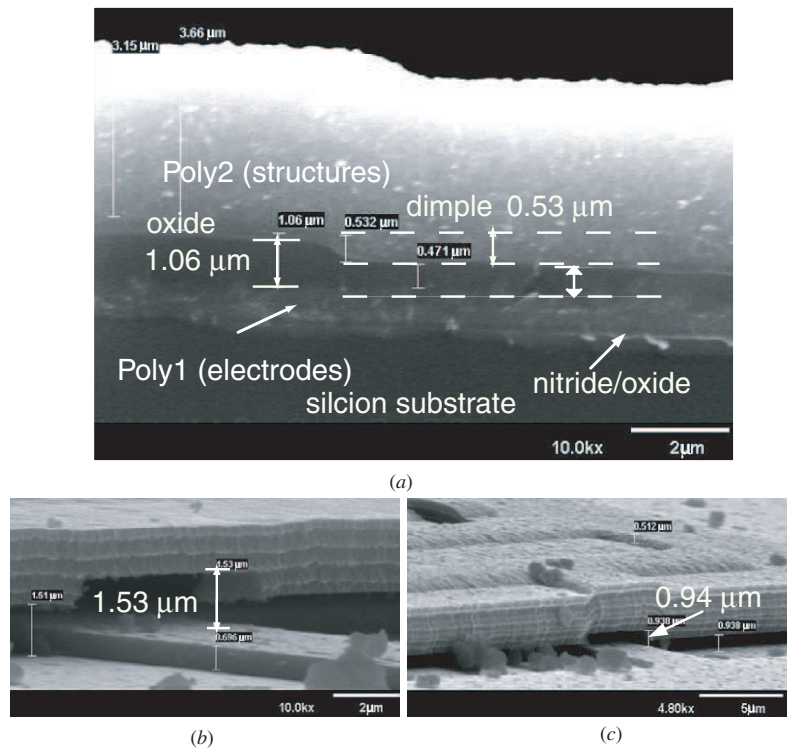 3.66 µm
3.15 µm
Poly2 (structures)
dimple 0.53 µm
oxide
1.06 µm
0.532 µm
1.06 µm
0.471 µm
Poly1 (electrodes)
nitride/oxide
silcion substrate
10.0kx 2µm
(a)
1.53 µm
1.51 µm
1.53 µm
0.696 µm
10.0kx 2µm
(b)
0.512 µm
0.94 µm
0.938 µm
0.938 µm
4.80kx 5µm
(c)